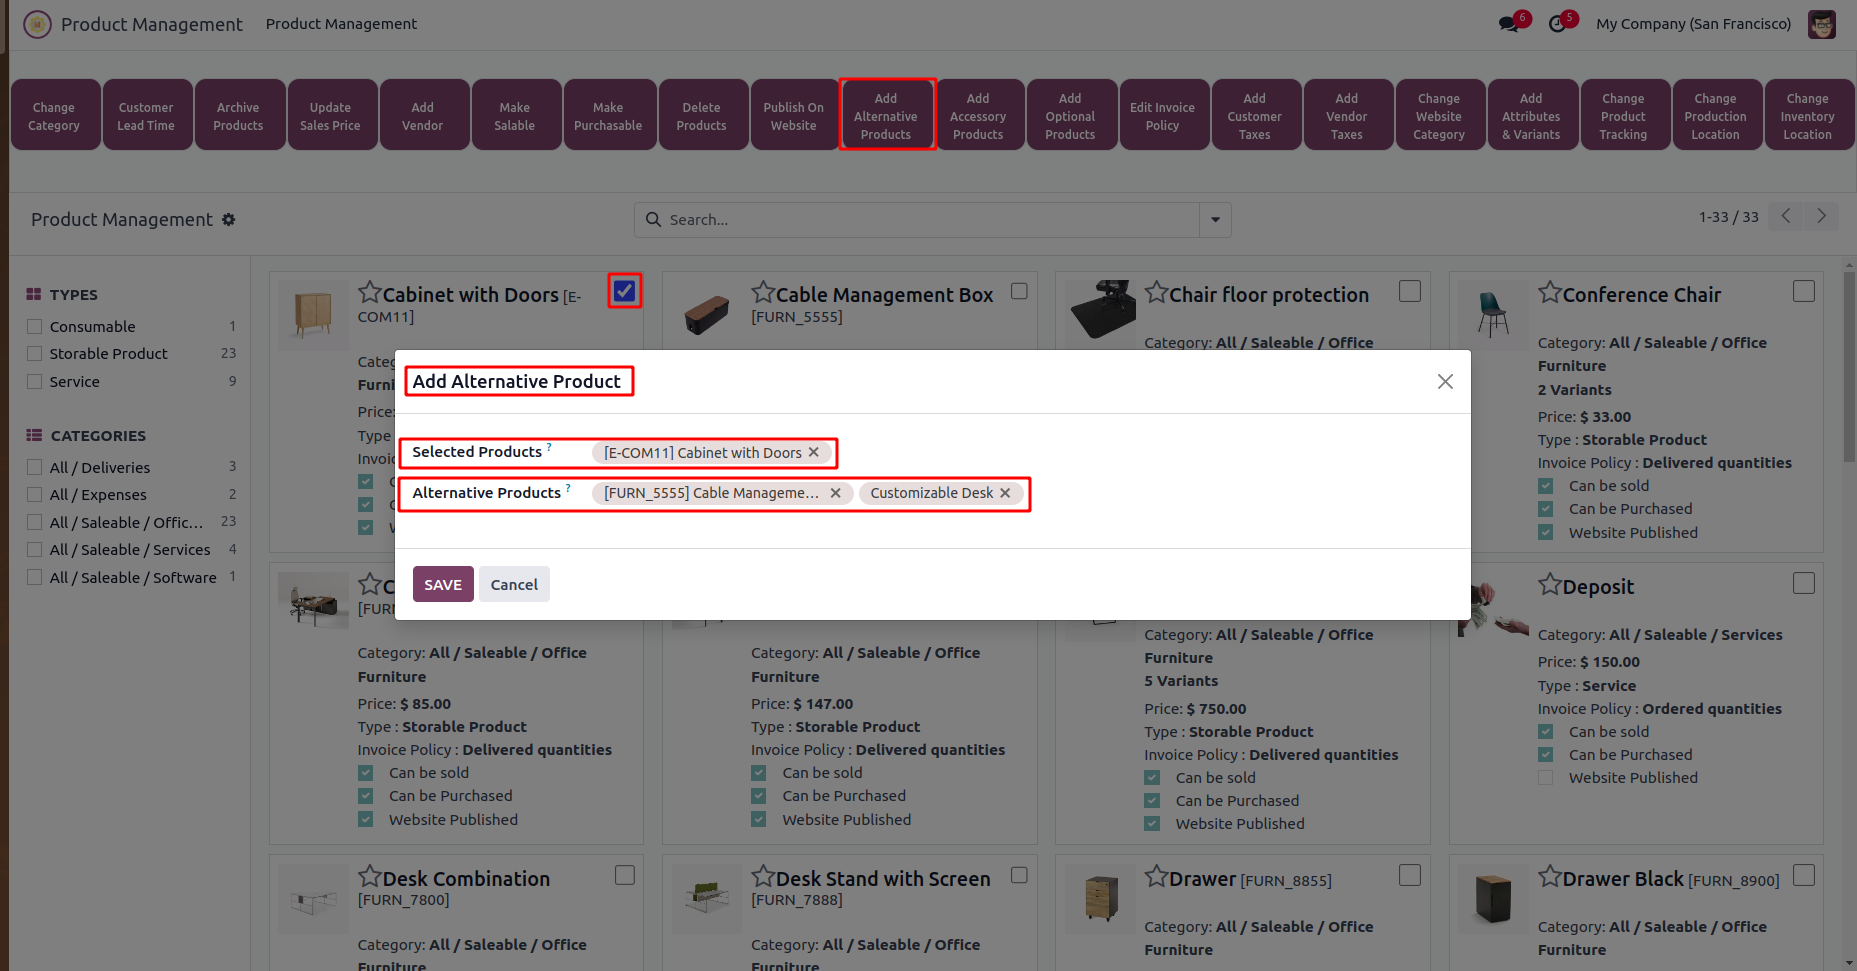 Product Management
Product Management
6
5
My Company (San Francisco)
Change
Category
Customer
Lead Time
Archive
Products
Update
Sales Price
Add
Vendor
Make
Salable
Make
Purchasable
Delete
Products
Publish On
Website
Add
Alternative
Products
Add
Accessory
Products
Add
Optional
Products
Edit Invoice
Policy
Add
Customer
Taxes
Add
Vendor
Taxes
Change
Website
Category
Add
Attributes
& Variants
Change
Product
Tracking
Change
Production
Location
Change
Inventory
Location
Product Management
Search...
1-33 / 33
TYPES
Consumable 1
Storable Product 23
Service 9
CATEGORIES
All / Deliveries 3
All / Expenses 2
All / Saleable / Offic... 23
All / Saleable / Services 4
All / Saleable / Software 1
Cabinet with Doors [E-
COM11]
Furni
Price:
Type
Invoic
Cable Management Box
[FURN_5555]
Chair floor protection
Category: All / Saleable / Office
Conference Chair
Category: All / Saleable / Office
Furniture
2 Variants
Price: $ 33.00
Type : Storable Product
Invoice Policy : Delivered quantities
Can be sold
Can be Purchased
Website Published
Add Alternative Product
Selected Products ?
[E-COM11] Cabinet with Doors
Alternative Products ?
[FURN_5555] Cable Manageme...
Customizable Desk
SAVE
Cancel
[FURN
Category: All / Saleable / Office
Furniture
Price: $ 85.00
Type : Storable Product
Invoice Policy : Delivered quantities
Can be sold
Can be Purchased
Website Published
Category: All / Saleable / Office
Furniture
Price: $ 147.00
Type : Storable Product
Invoice Policy : Delivered quantities
Can be sold
Can be Purchased
Website Published
Category: All / Saleable / Office
Furniture
5 Variants
Price: $ 750.00
Type : Storable Product
Invoice Policy : Delivered quantities
Can be sold
Can be Purchased
Website Published
Deposit
Category: All / Saleable / Services
Price: $ 150.00
Type : Service
Invoice Policy : Ordered quantities
Can be sold
Can be Purchased
Website Published
Desk Combination
[FURN_7800]
Category: All / Saleable / Office
Furniture
Desk Stand with Screen
[FURN_7888]
Category: All / Saleable / Office
Furniture
Drawer [FURN_8855]
Category: All / Saleable / Office
Furniture
Drawer Black [FURN_8900]
Category: All / Saleable / Office
Furniture